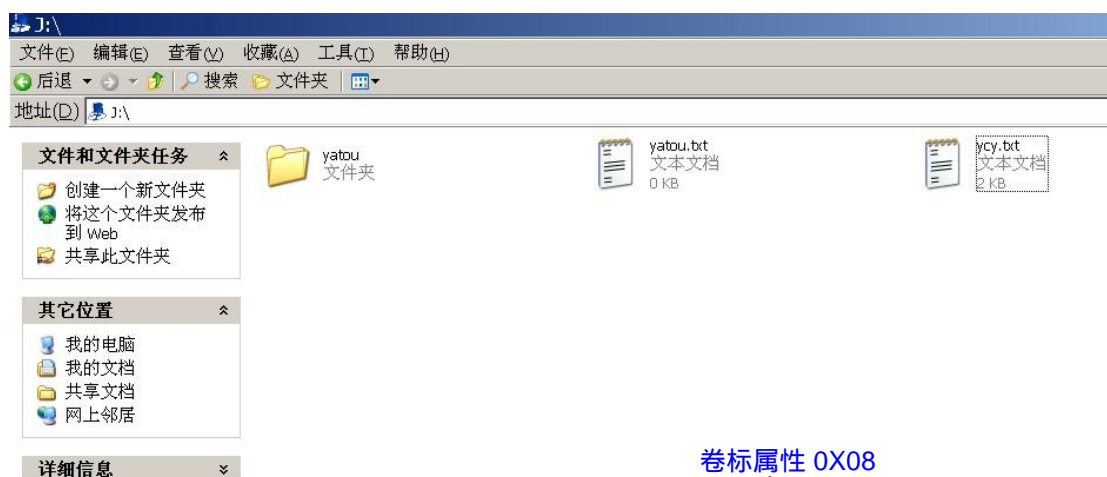 J:\
文件(F) 编辑(E) 查看(V) 收藏(A) 工具(T) 帮助(H)
后退 搜索 文件夹
地址(D) J:\
文件和文件夹任务
创建一个新文件夹
将这个文件夹发布
到 Web
共享此文件夹
其它位置
我的电脑
我的文档
共享文档
网上邻居
详细信息
yatou
文件夹
yatou.txt
文本文档
0 KB
ycy.txt
文本文档
2 KB
卷标属性 0X08